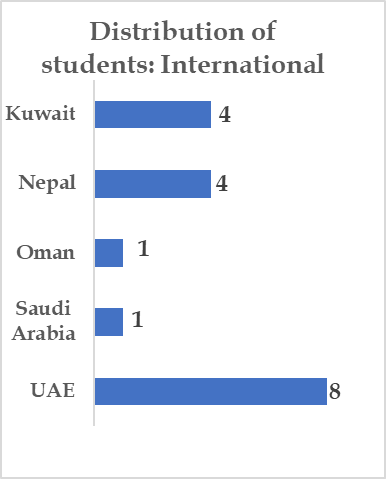 Distribution of
students: International
Kuwait 4
Nepal 4
Oman 1
Saudi
Arabia 1
UAE 8